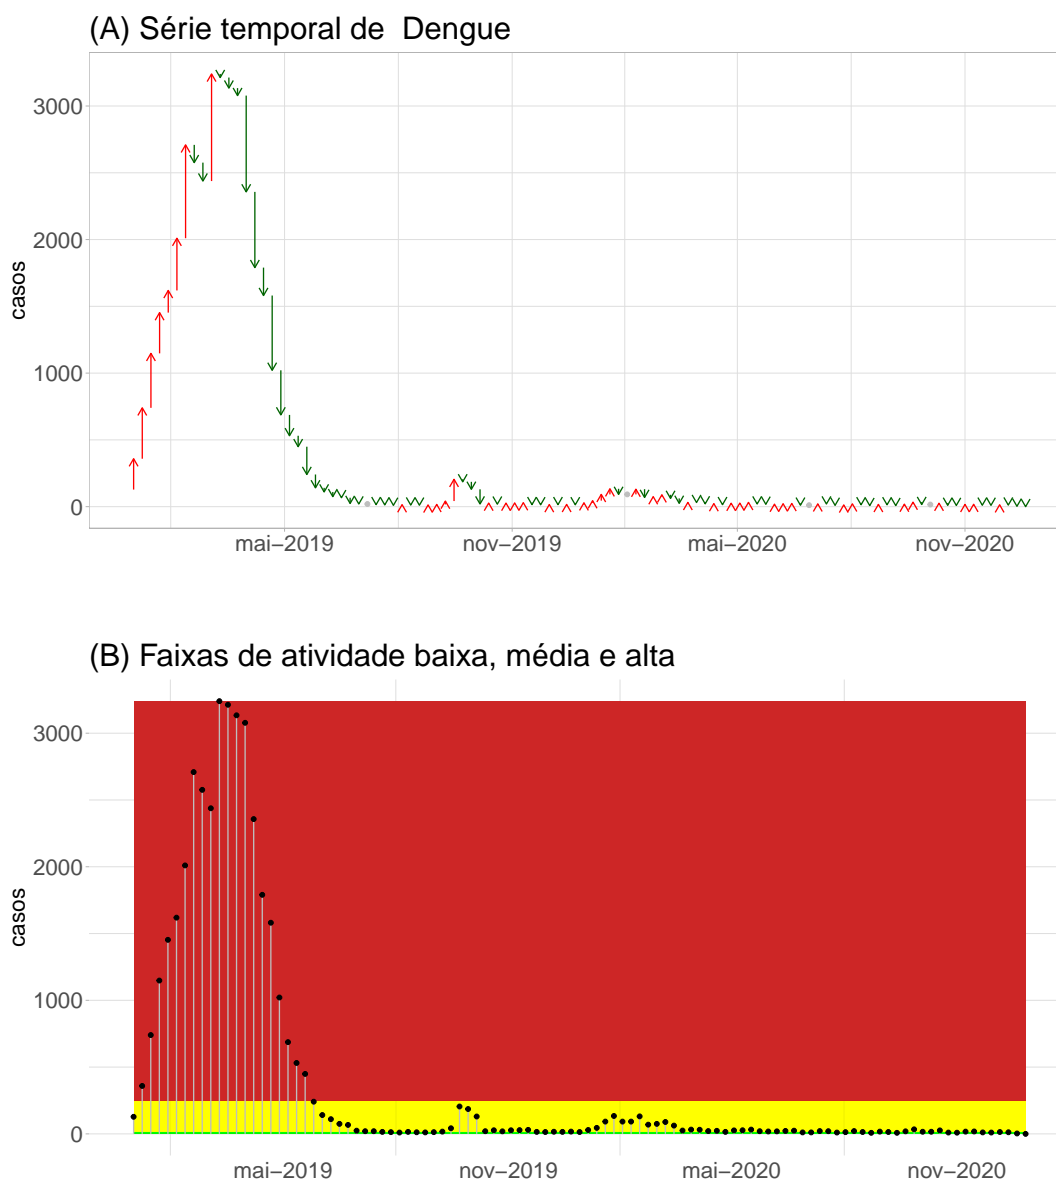 (A) Série temporal de  Dengue
3000
2000
1000
0
casos
mai−2019
nov−2019
mai−2020
nov−2020
(B) Faixas de atividade baixa, média e alta
3000
2000
1000
0
casos
mai−2019
nov−2019
mai−2020
nov−2020